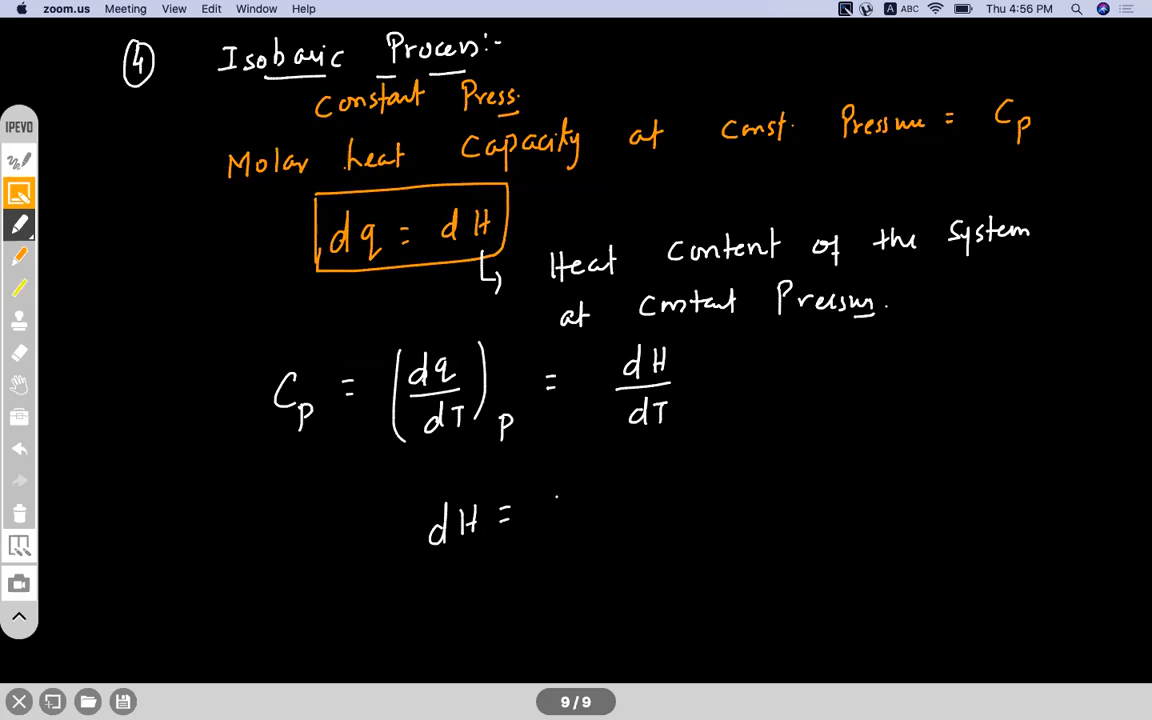 zoom.us Meeting View Edit Window Help A ABC Thu 4:56 PM
④ Isobaric Process:-
Constant Press.
Molar heat Capacity at const. Pressure = Cp
dq = dH
IPEVO
Heat content of the system
at constant Pressure.
Cp = (dq/dT)p = dH/dT
dH =
9 / 9